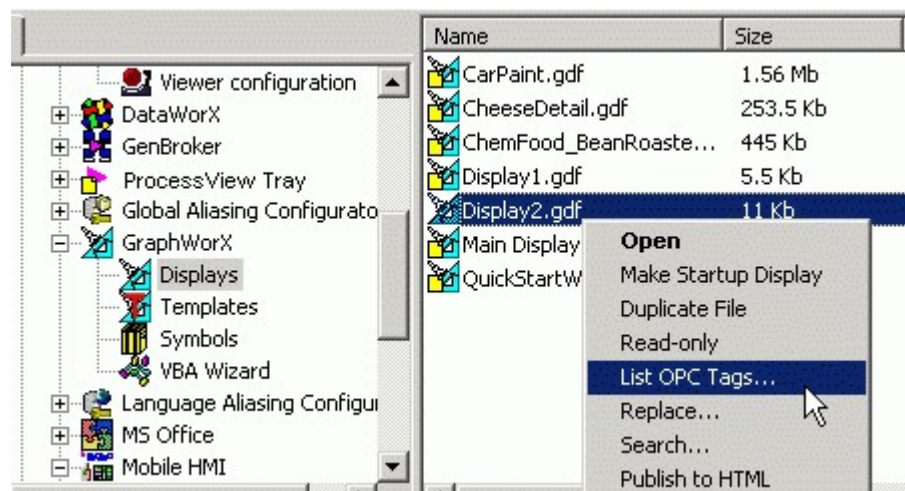 Viewer configuration
DataWorX
GenBroker
ProcessView Tray
Global Aliasing Configurato
GraphWorX
Displays
Templates
Symbols
VBA Wizard
Language Aliasing Configur
MS Office
Mobile HMI
Name Size
CarPaint.gdf 1.56 Mb
CheeseDetail.gdf 253.5 Kb
ChemFood_BeanRoaste... 445 Kb
Display1.gdf 5.5 Kb
Display2.gdf 11 Kb
Main Display
QuickStartW
Open
Make Startup Display
Duplicate File
Read-only
List OPC Tags...
Replace...
Search...
Publish to HTML